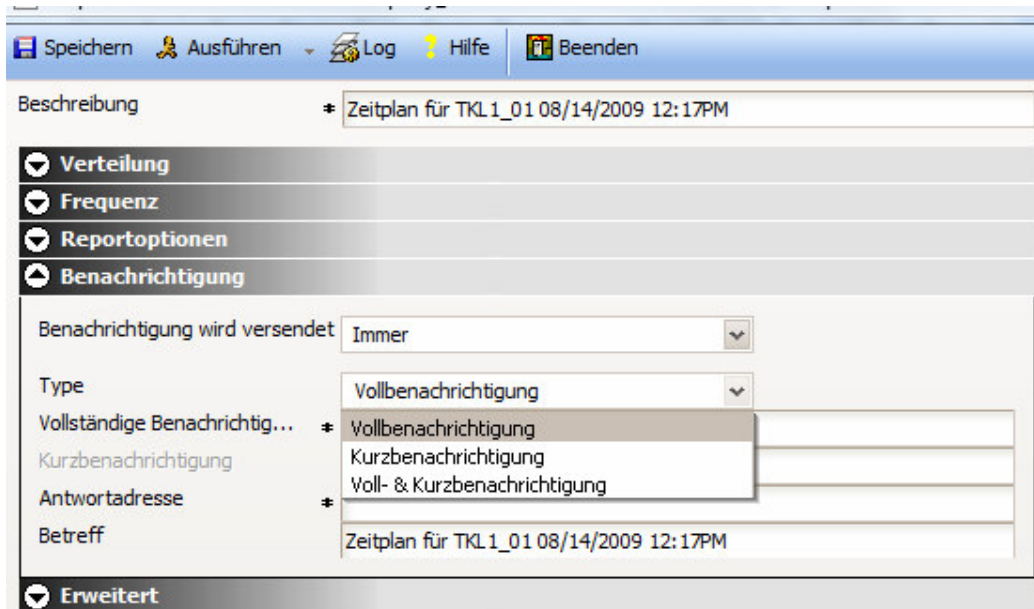 Speichern Ausführen Log Hilfe Beenden
Beschreibung * Zeitplan für TKL1_01 08/14/2009 12:17PM
Verteilung
Frequenz
Reportoptionen
Benachrichtigung
Benachrichtigung wird versendet Immer
Type Vollbenachrichtigung
Vollständige Benachrichtig... * Vollbenachrichtigung
Kurzbenachrichtigung Kurzbenachrichtigung
Voll- & Kurzbenachrichtigung
Antwortadresse *
Betreff Zeitplan für TKL1_01 08/14/2009 12:17PM
Erweitert